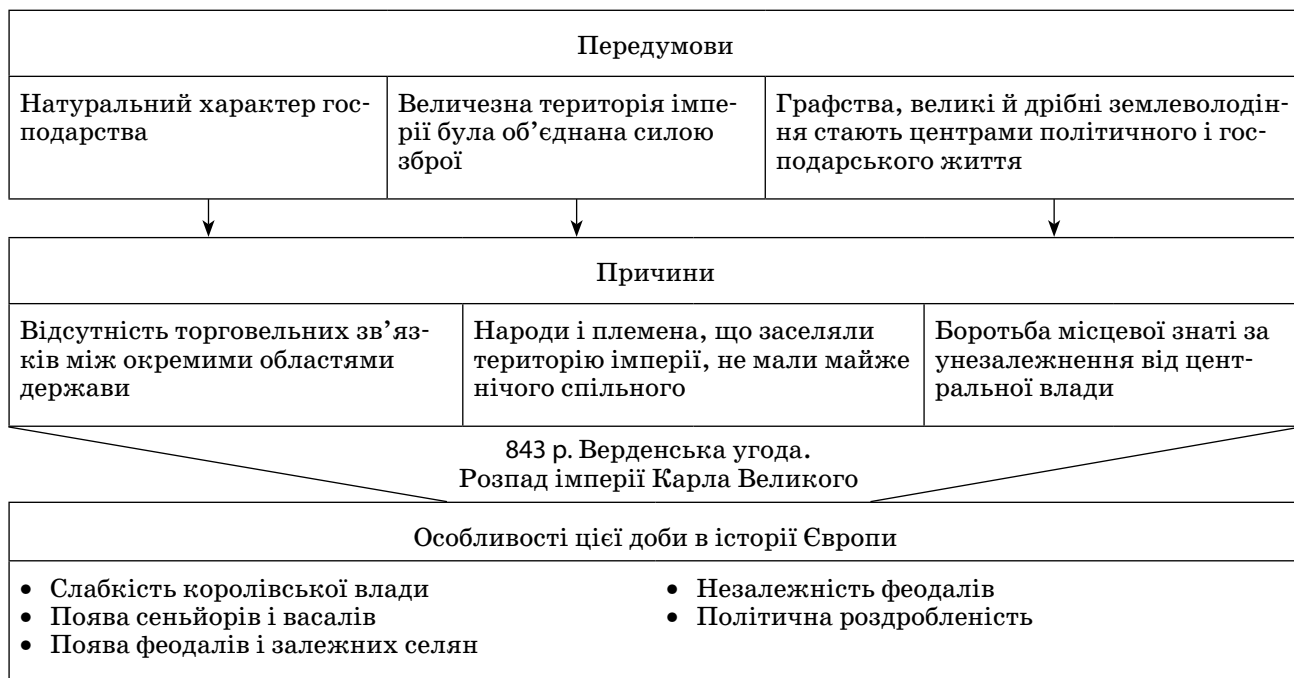 Передумови
Натуральний характер гос-
подарства
Величезна територія імпе-
рії була об’єднана силою
зброї
Графства, великі й дрібні землеволодін-
ня стають центрами політичного і гос-
подарського життя
Причини
Відсутність торговельних зв’яз-
ків між окремими областями
держави
Народи і племена, що заселяли
територію імперії, не мали майже
нічого спільного
Боротьба місцевої знаті за
унезалежнення від цент-
ральної влади
843 р. Верденська угода.
Розпад імперії Карла Великого
Особливості цієї доби в історії Європи
• Слабкість королівської влади
• Поява сеньйорів і васалів
• Поява феодалів і залежних селян
• Незалежність феодалів
• Політична роздробленість